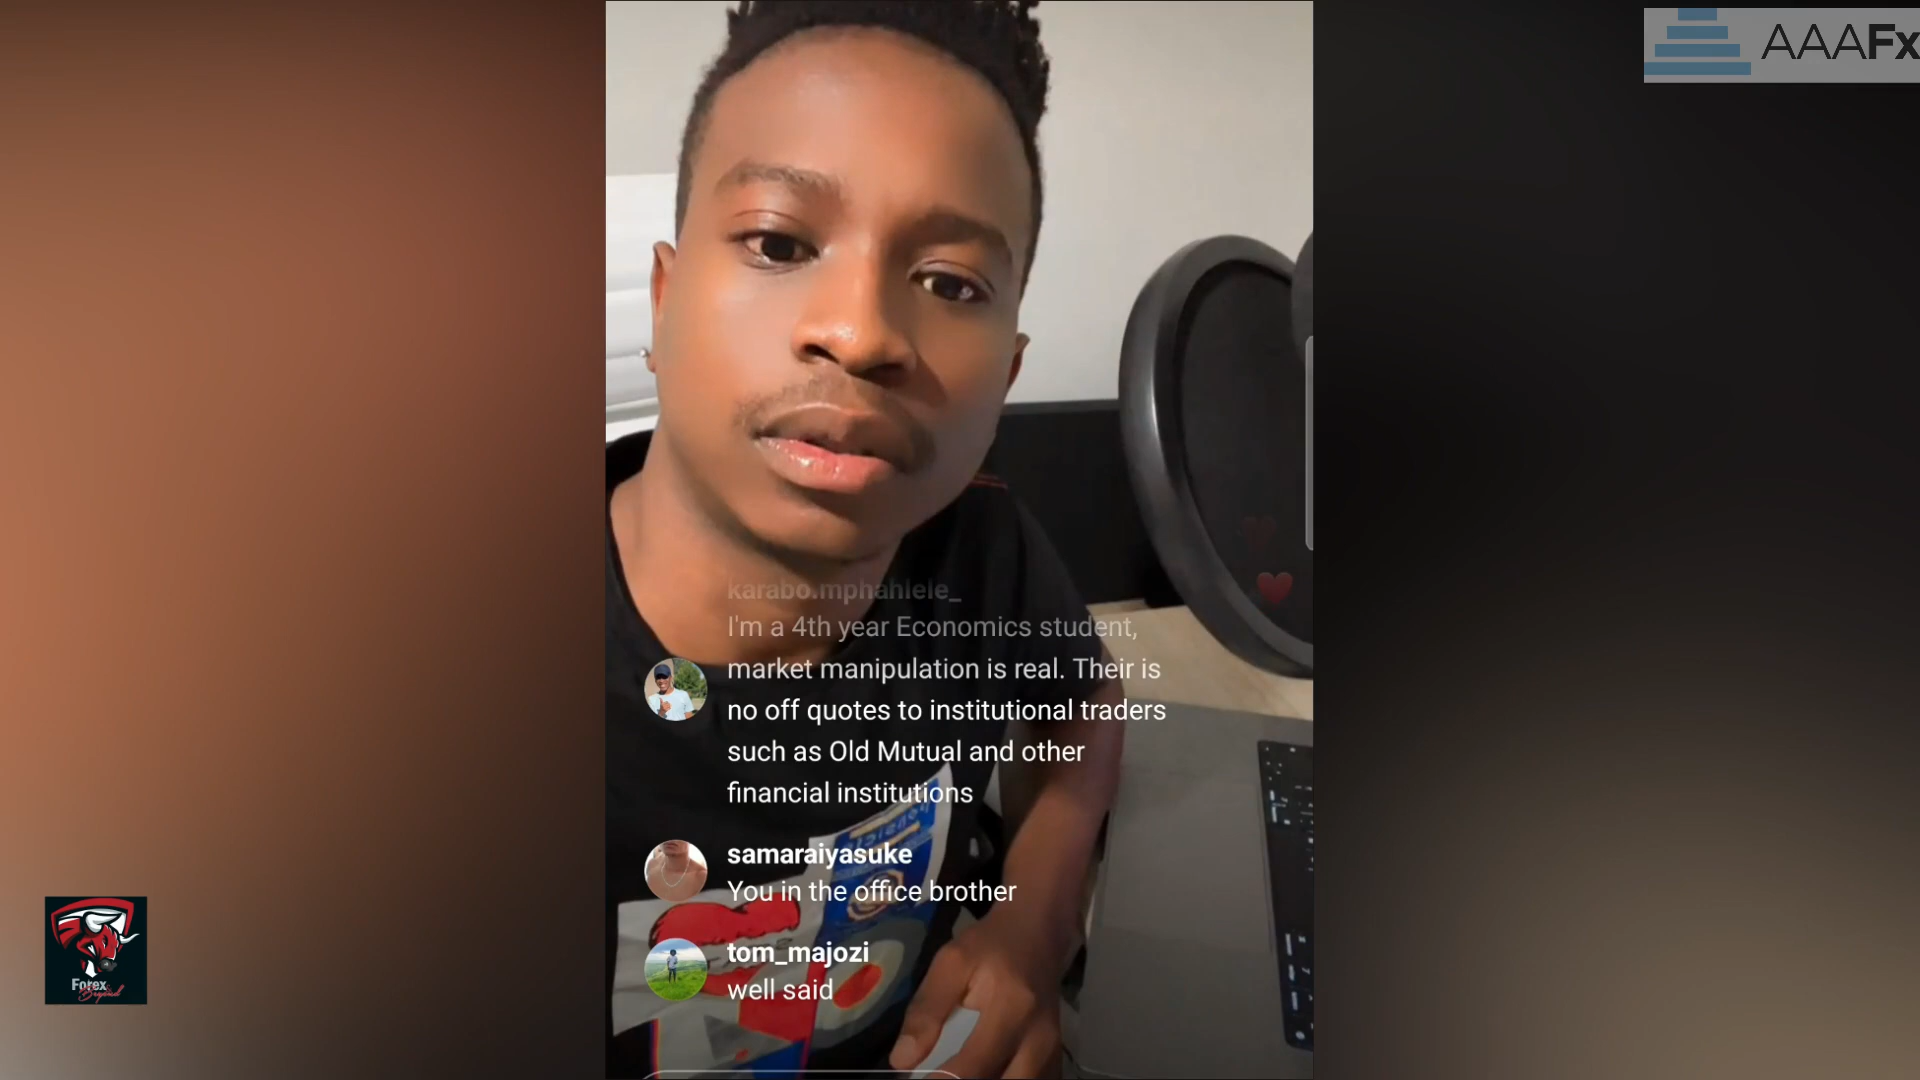 AAAFx
karabo.mphahlele_
I'm a 4th year Economics student,
market manipulation is real. Their is
no off quotes to institutional traders
such as Old Mutual and other
financial institutions
samaraiyasuke
You in the office brother
tom_majozi
well said
Forex
Beyond